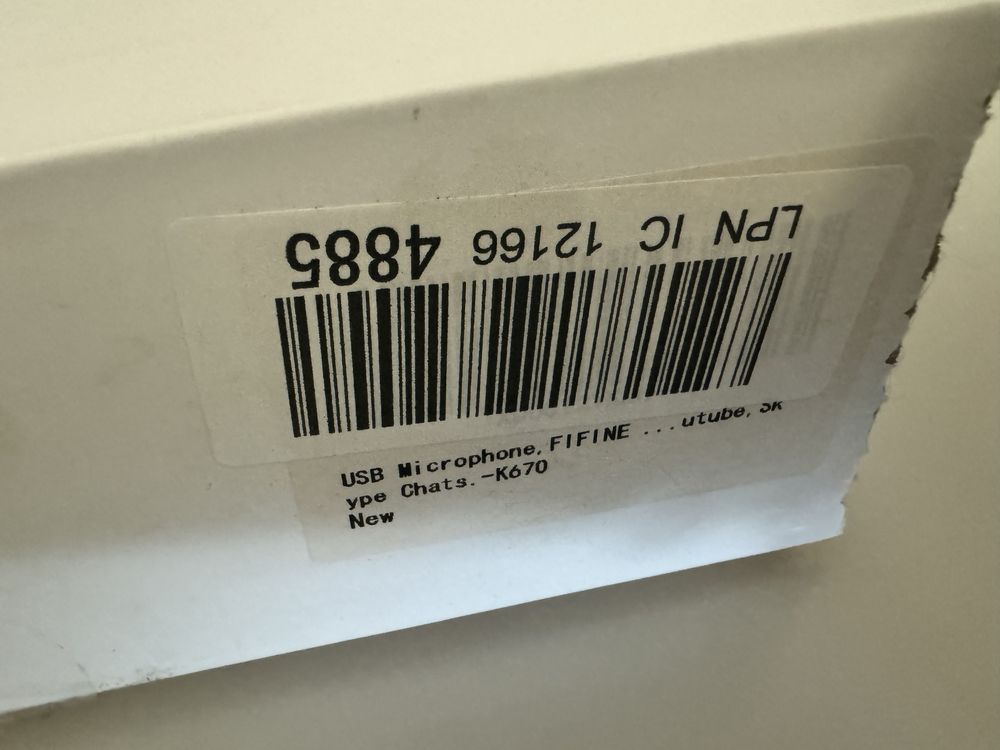 LPN IC 12166 4885
USB Microphone,FIFINE ...utube, SK
ype Chats.-K670
New